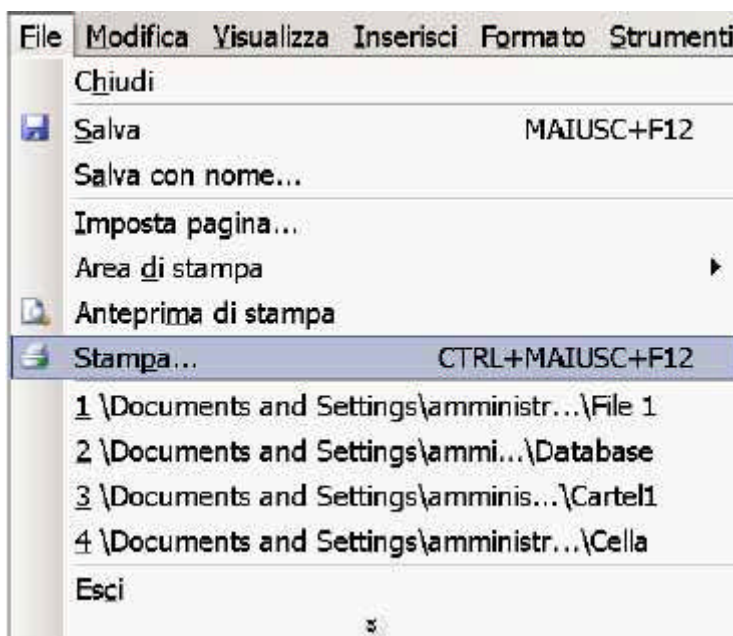 File Modifica Visualizza Inserisci Formato Strumenti
Chiudi
Salva MAIUSC+F12
Salva con nome...
Imposta pagina...
Area di stampa
Anteprima di stampa
Stampa... CTRL+MAIUSC+F12
1 \Documents and Settings\amministr...\File 1
2 \Documents and Settings\ammi...\Database
3 \Documents and Settings\amminis...\Cartel1
4 \Documents and Settings\amministr...\Cella
Esci